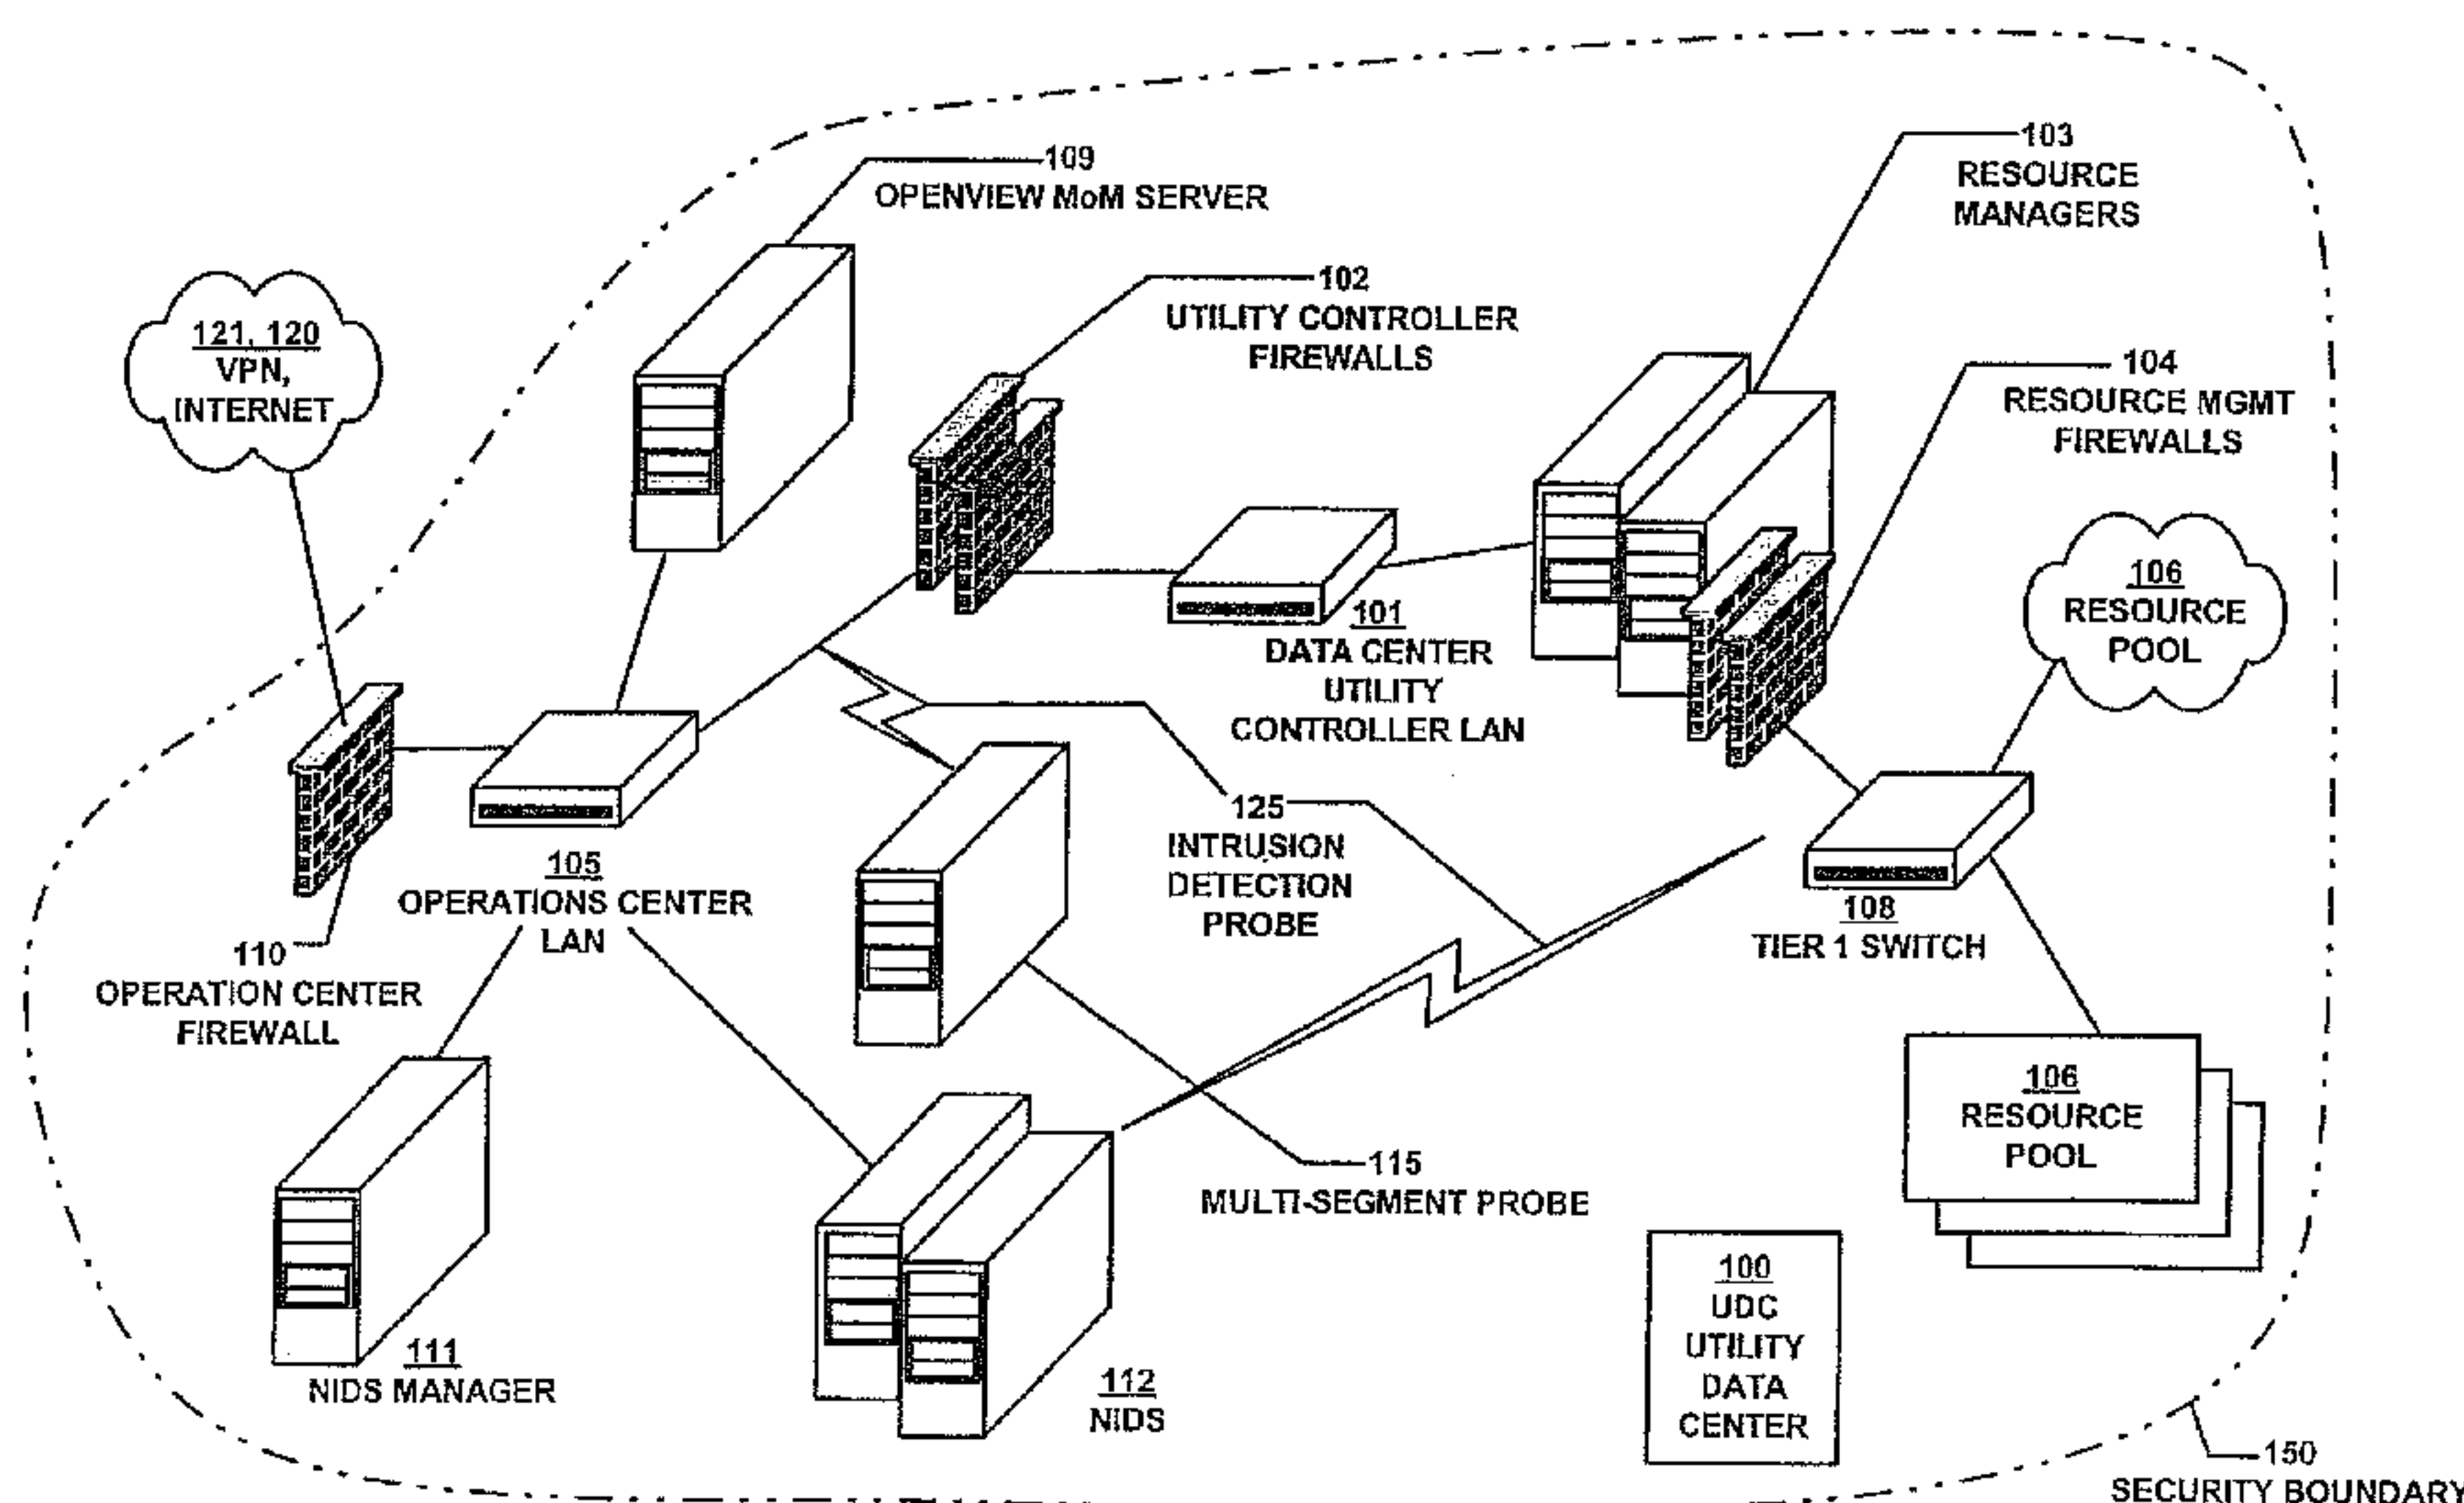 103
RESOURCE
MANAGERS
109
OPENVIEW MoM SERVER
102
UTILITY CONTROLLER
FIREWALLS
121, 120
VPN,
INTERNET
104
RESOURCE MGMT
FIREWALLS
106
RESOURCE
POOL
101
DATA CENTER
UTILITY
CONTROLLER LAN
125
INTRUSION
DETECTION
PROBE
105
OPERATIONS CENTER
LAN
108
TIER 1 SWITCH
110
OPERATION CENTER
FIREWALL
106
RESOURCE
POOL
115
MULTI-SEGMENT PROBE
100
UDC
UTILITY
DATA
CENTER
111
NIDS MANAGER
112
NIDS
150
SECURITY BOUNDARY